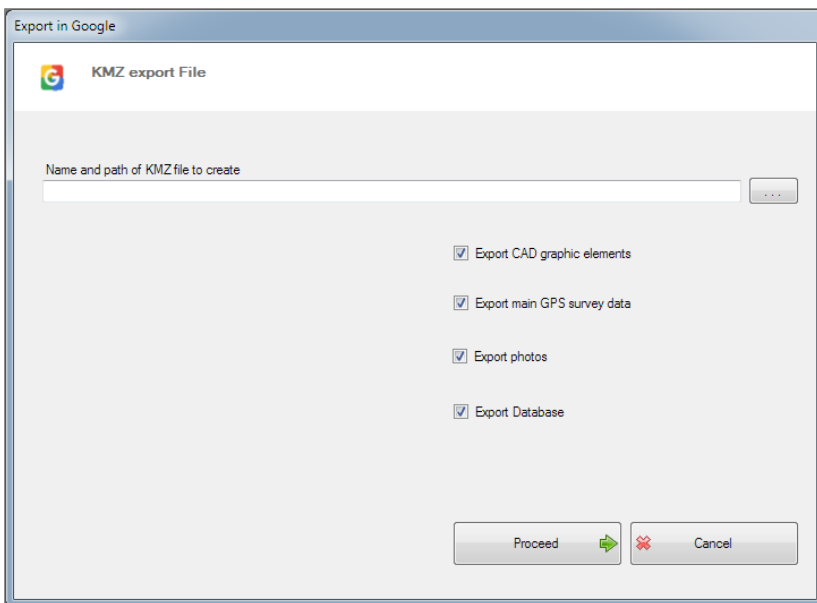 Export in Google
G
KMZ export File
Name and path of KMZ file to create
...
Export CAD graphic elements
Export main GPS survey data
Export photos
Export Database
Proceed
Cancel